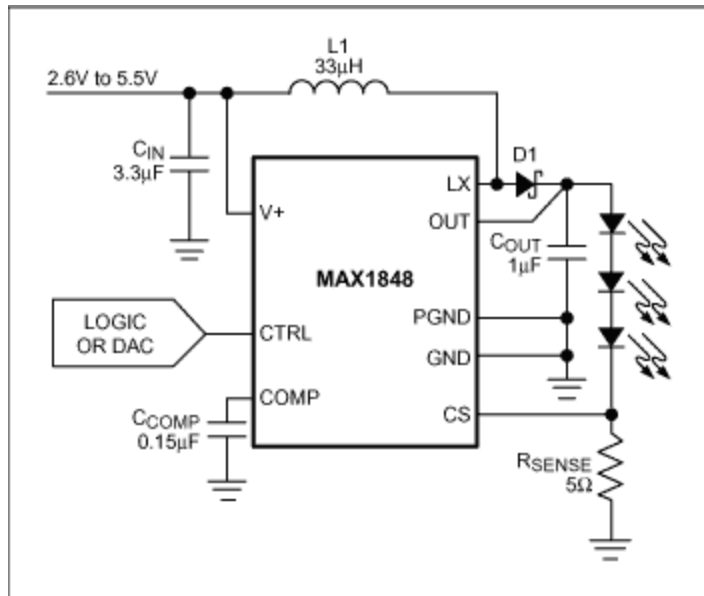 L1
33μH
2.6V to 5.5V
CIN
3.3μF
D1
LX
V+
OUT
COUT
1μF
MAX1848
PGND
LOGIC
OR DAC
CTRL
GND
COMP
CCOMP
0.15μF
CS
RSENSE
5Ω